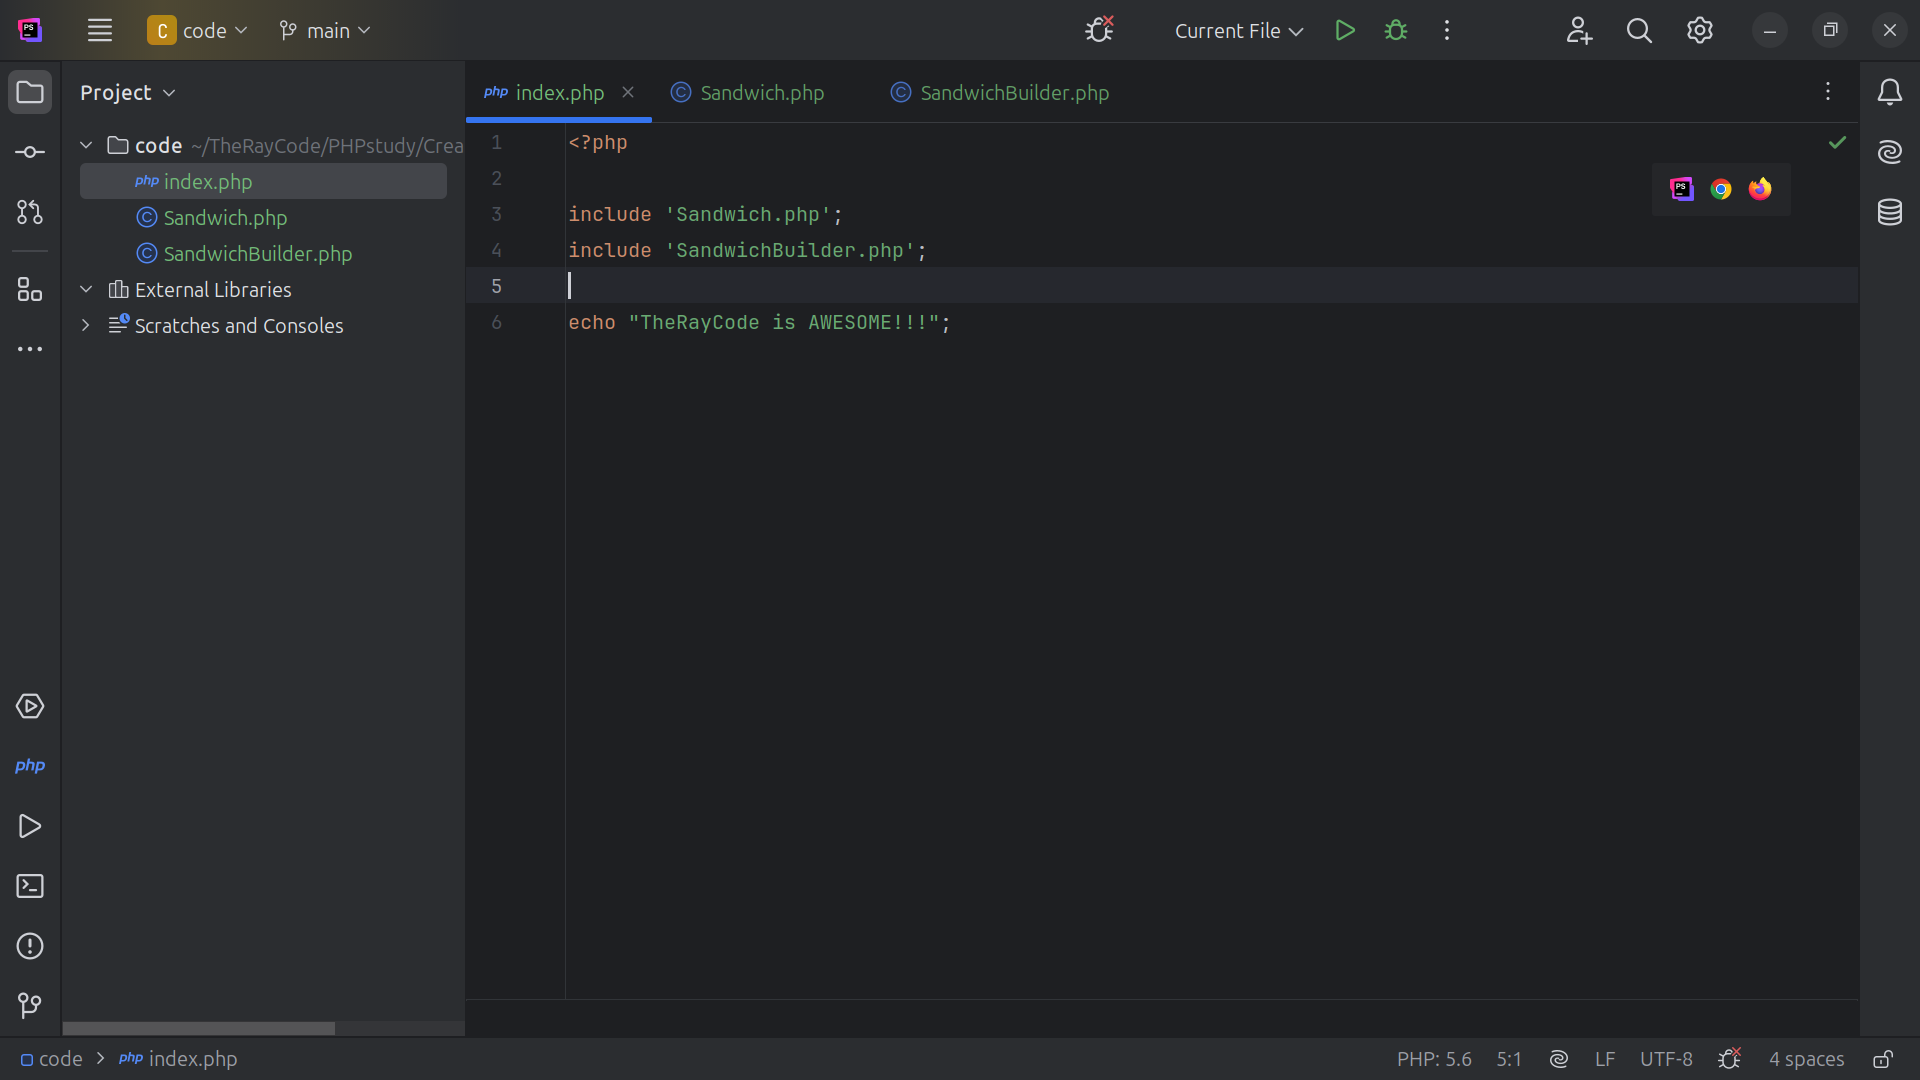 C code main Current File
Project
index.php Sandwich.php SandwichBuilder.php
code ~/TheRayCode/PHPstudy/Crea
index.php
Sandwich.php
SandwichBuilder.php
External Libraries
Scratches and Consoles
1 <?php
2
3 include 'Sandwich.php';
4 include 'SandwichBuilder.php';
5
6 echo "TheRayCode is AWESOME!!!";
php
code > php index.php PHP: 5.6 5:1 LF UTF-8 4 spaces